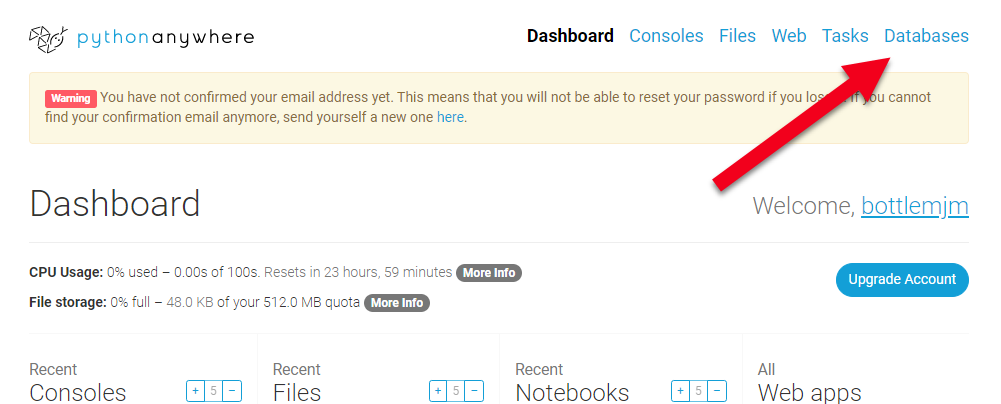 pythonanywhere
Dashboard Consoles Files Web Tasks Databases
Warning You have not confirmed your email address yet. This means that you will not be able to reset your password if you If you cannot
find your confirmation email anymore, send yourself a new one here.
Dashboard
Welcome, bottlemjm
CPU Usage: 0% used – 0.00s of 100s. Resets in 23 hours, 59 minutes More Info
Upgrade Account
File storage: 0% full – 48.0 KB of your 512.0 MB quota More Info
Recent
Consoles + 5 −
Recent
Files + 5 −
Recent
Notebooks + 5 −
All
Web apps